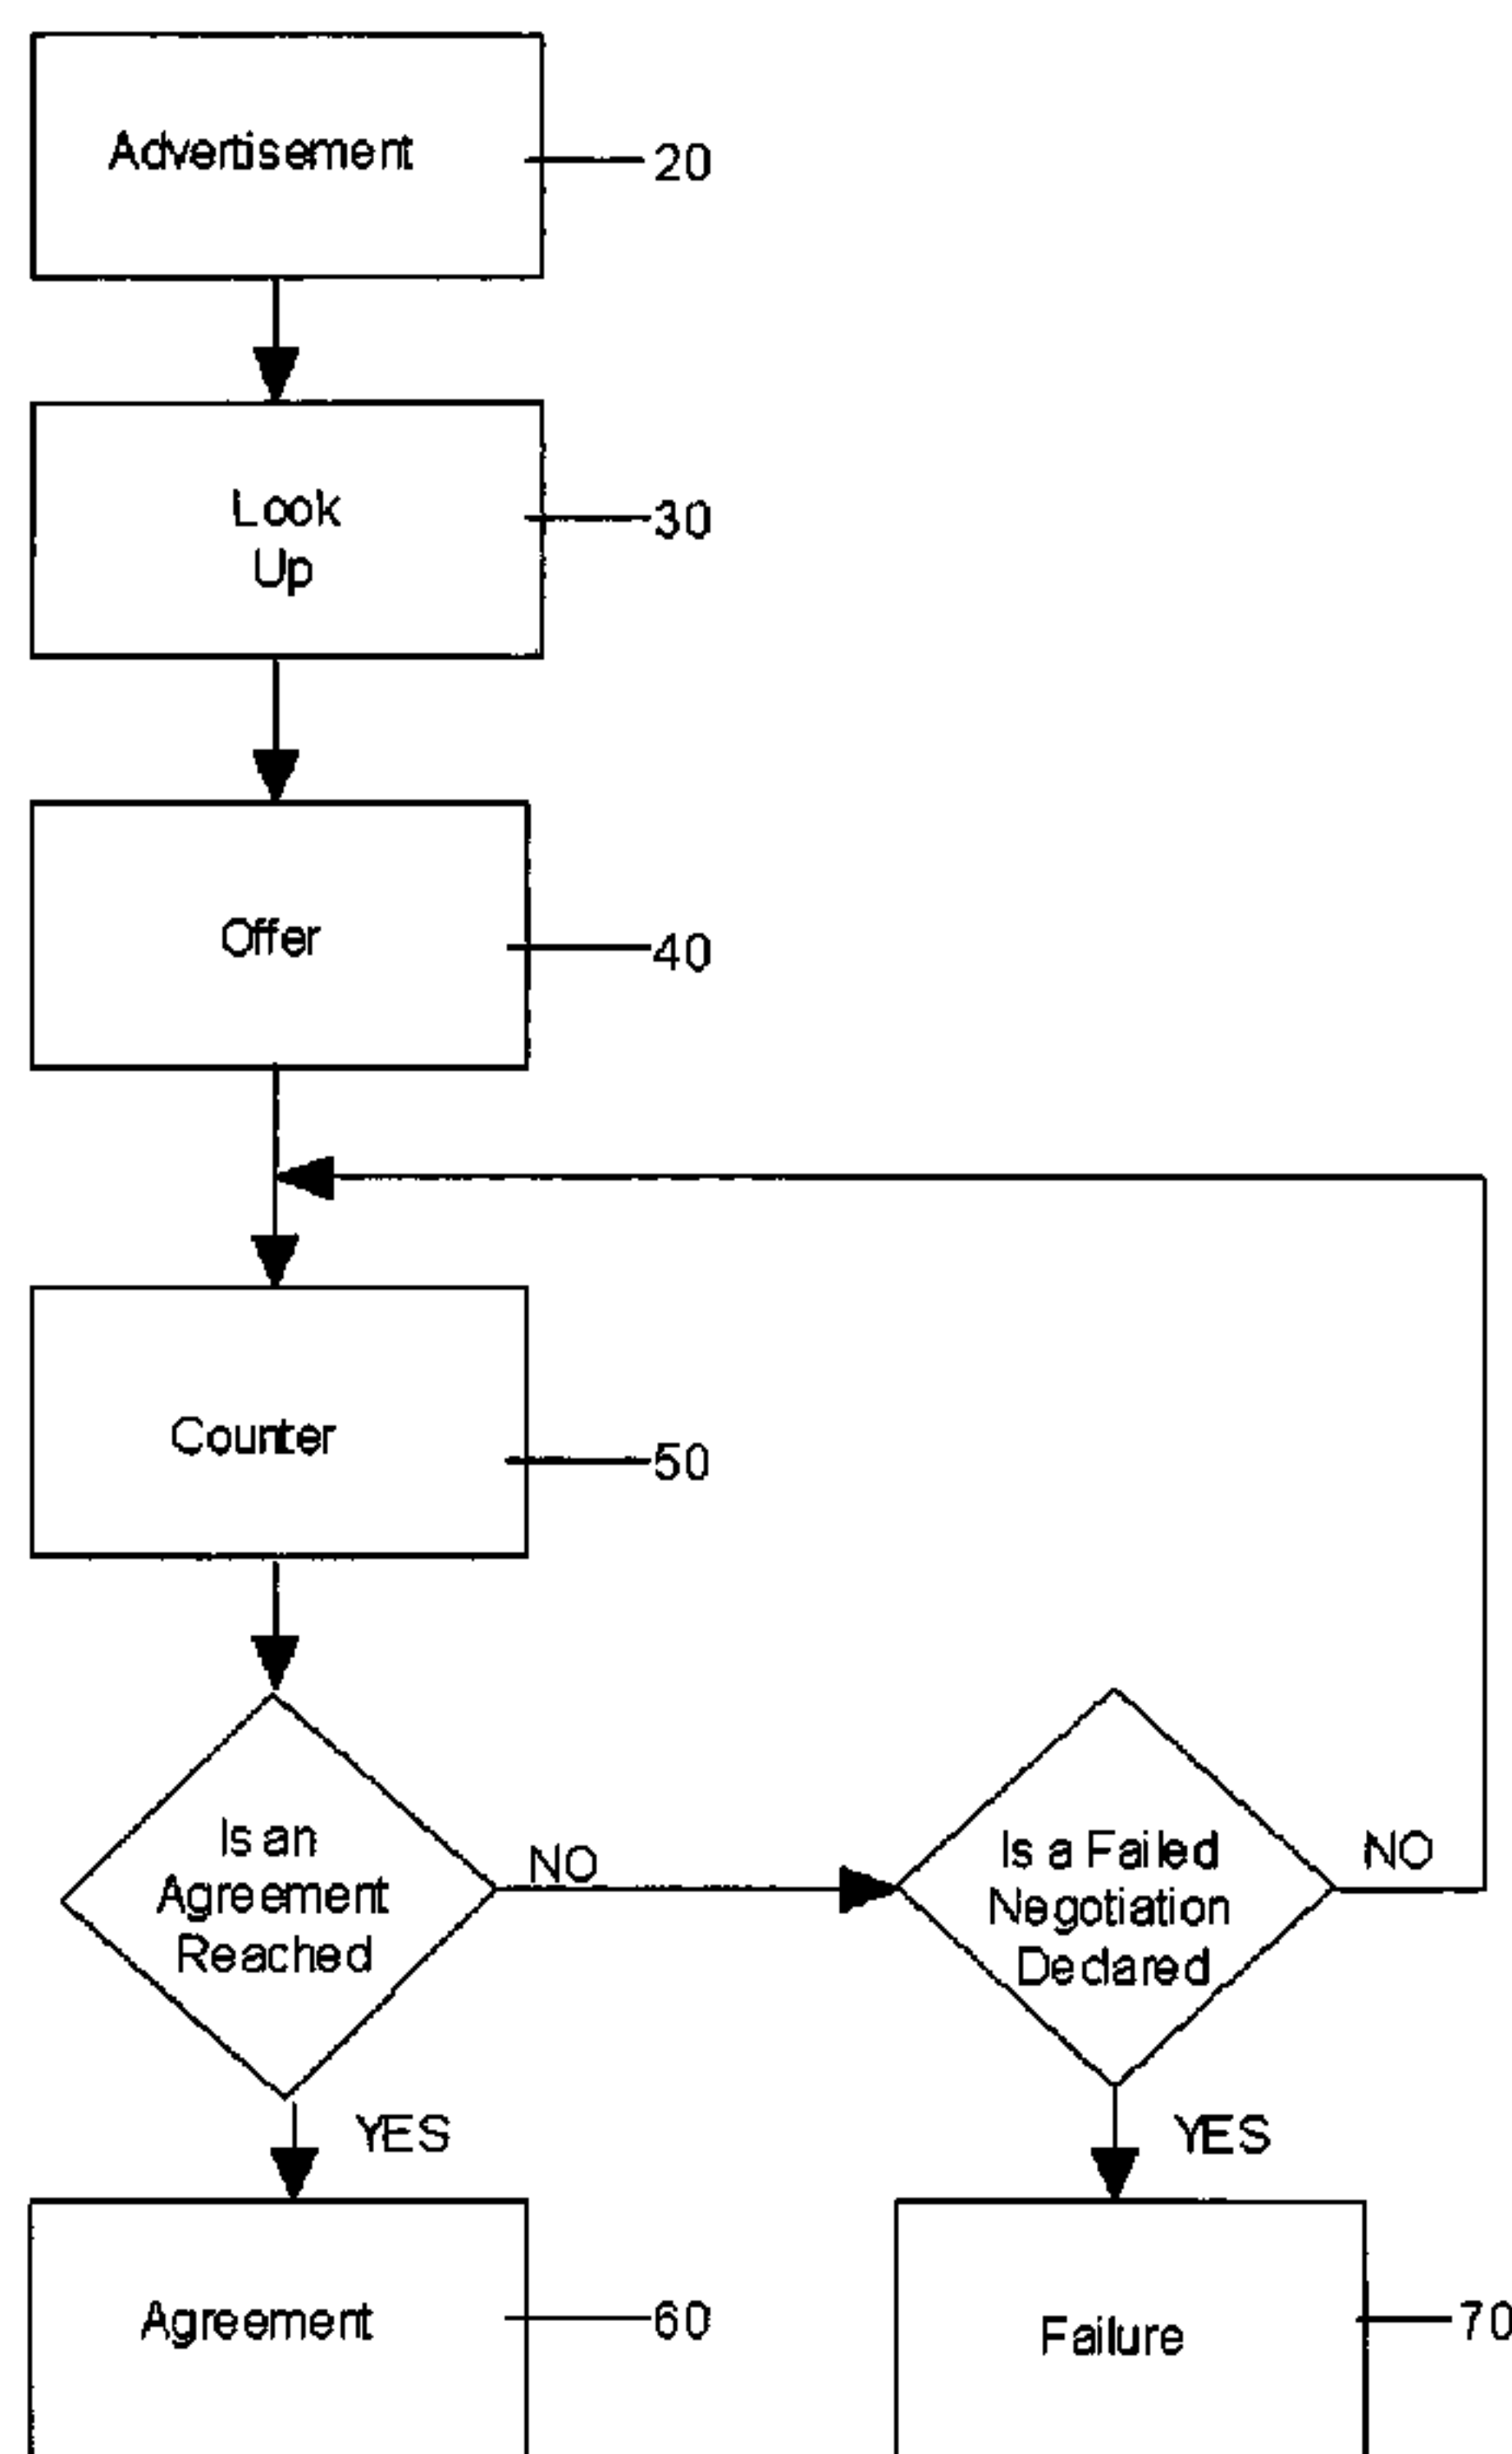 Advertisement
20
Look
Up
30
Offer
40
Counter
50
Is an
Agreement
Reached
NO
Is a Failed
Negotiation
Declared
NO
YES
YES
Agreement
60
Failure
70